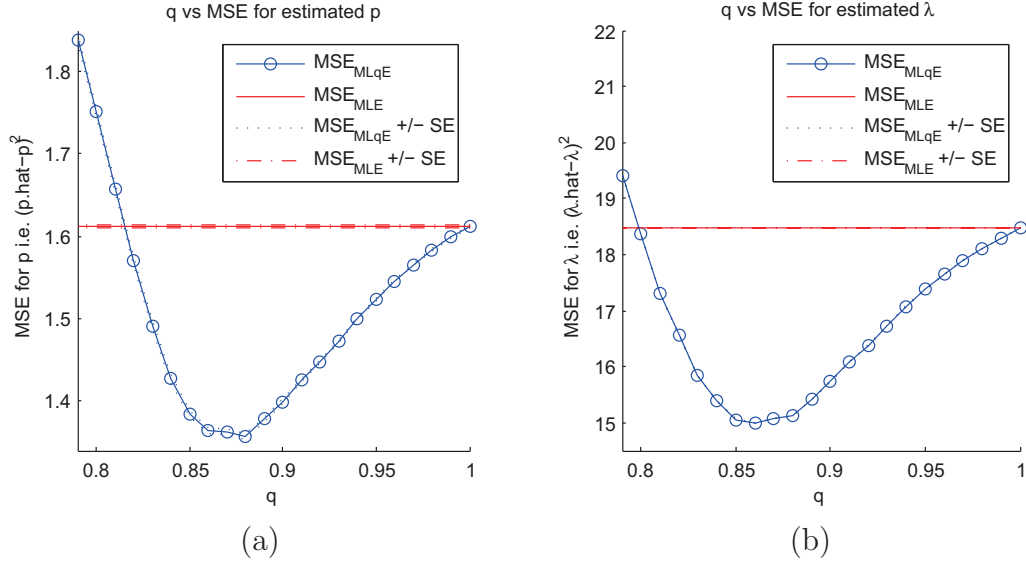 q vs MSE for estimated p
MSE for p i.e. (p.hat−p)²
1.8
1.7
1.6
1.5
1.4
MSE_MLqE
MSE_MLE
MSE_MLqE +/− SE
MSE_MLE +/− SE
0.8 0.85 0.9 0.95 1
q
(a)
q vs MSE for estimated λ
MSE for λ i.e. (λ.hat−λ)²
22
21
20
19
18
17
16
15
MSE_MLqE
MSE_MLE
MSE_MLqE +/− SE
MSE_MLE +/− SE
0.8 0.85 0.9 0.95 1
q
(b)